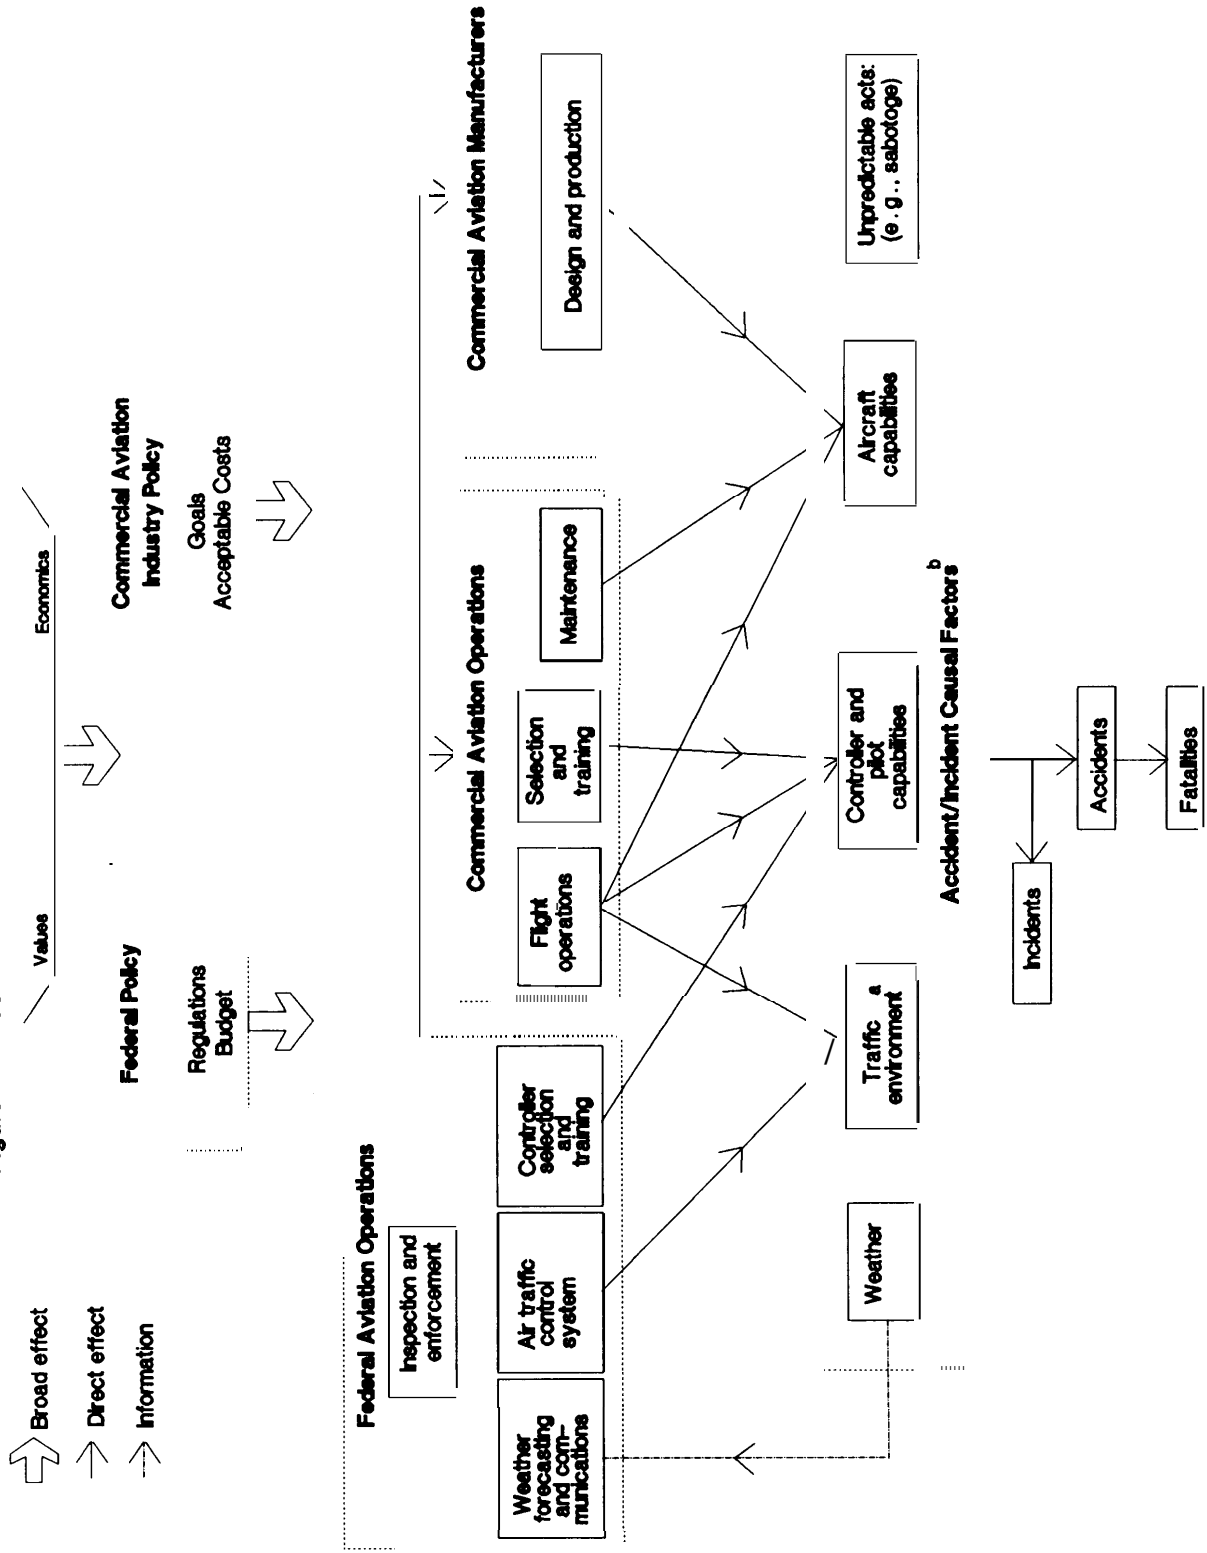 Values
Economics
Broad effect
Direct effect
Information
Federal Policy
Regulations
Budget
Commercial Aviation
Industry Policy
Goals
Acceptable Costs
Federal Aviation Operations
Inspection and
enforcement
Weather
forecasting
and com-
munications
Air traffic
control
system
Controller
selection
and
training
Commercial Aviation Operations
Flight
operations
Selection
and
training
Maintenance
Commercial Aviation Manufacturers
Design and production
Weather
Traffic a
environment
Controller and
pilot
capabilities
Aircraft
capabilities
Unpredictable acts:
(e.g., sabotoge)
Accident/Incident Causal Factors b
Incidents
Accidents
Fatalities